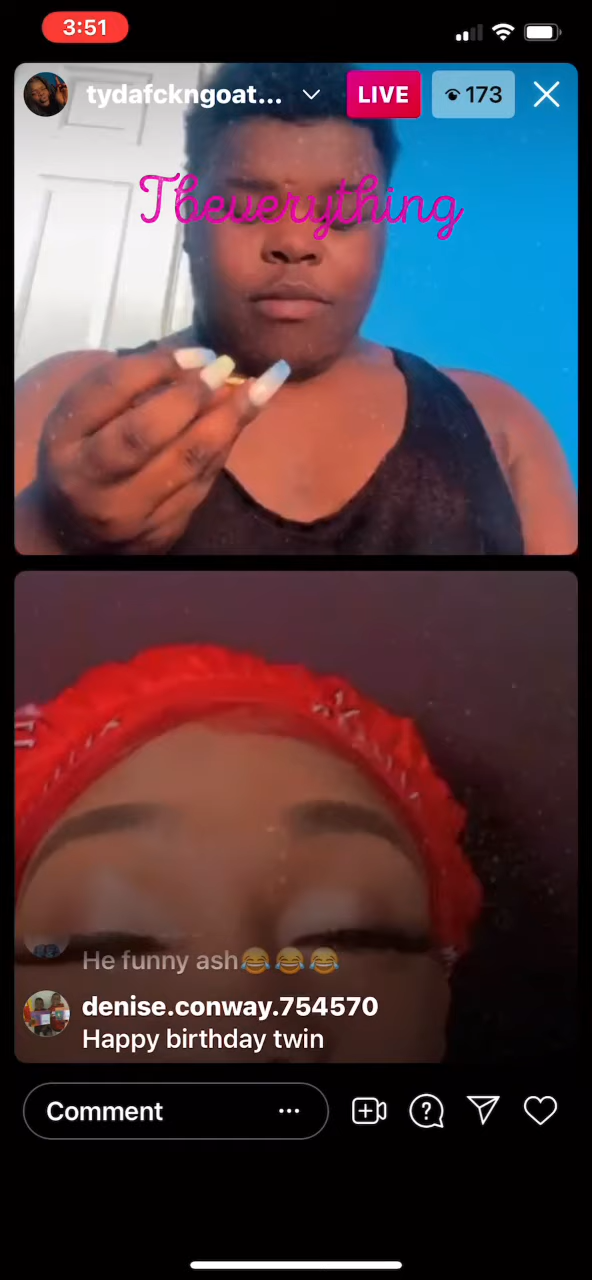 3:51
tydafckngoat...
LIVE
173
Tbeverything
He funny ash😂😂😂
denise.conway.754570
Happy birthday twin
Comment